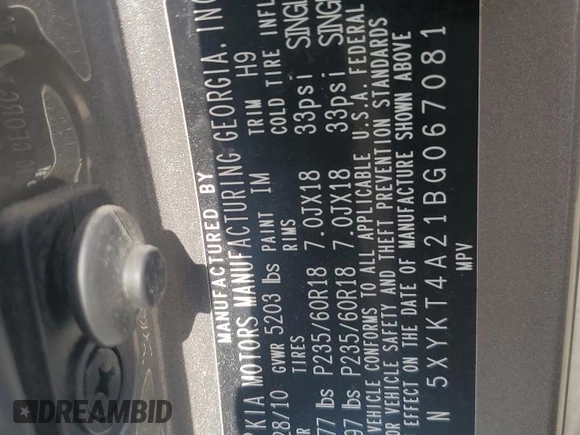 MANUFACTURED BY
KIA MOTORS MANUFACTURING GEORGIA, INC
28/10 GVWR 5203 lbs PAINT 1M TRIM H9
TIRES RIMS COLD TIRE INFL
77 lbs P235/60R18 7.0JX18 33psi SINGL
97 lbs P235/60R18 7.0JX18 33psi SINGL
VEHICLE CONFORMS TO ALL APPLICABLE U.S.A. FEDERAL
OR VEHICLE SAFETY AND THEFT PREVENTION STANDARDS
EFFECT ON THE DATE OF MANUFACTURE SHOWN ABOVE
N 5XYKT4A21BG067081
MPV
DREAMBID